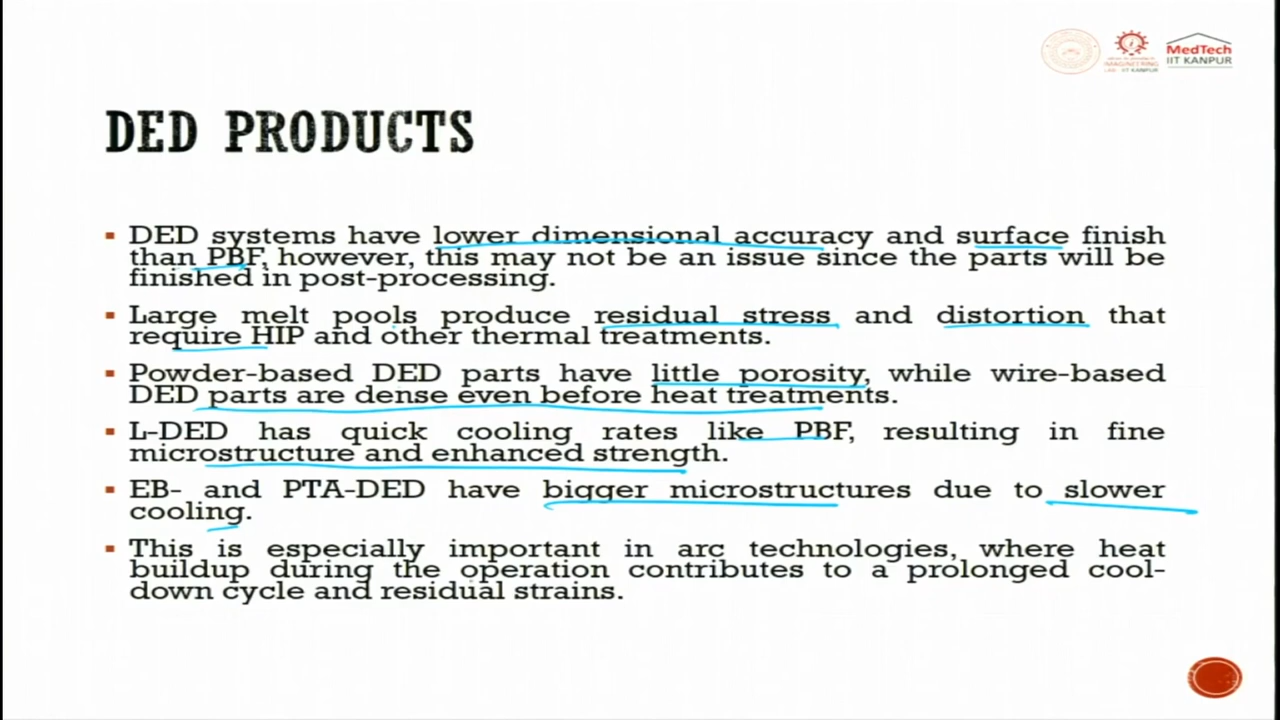 MedTech
IIT KANPUR
DED PRODUCTS
▪ DED systems have lower dimensional accuracy and surface finish
than PBF, however, this may not be an issue since the parts will be
finished in post-processing.
▪ Large melt pools produce residual stress and distortion that
require HIP and other thermal treatments.
▪ Powder-based DED parts have little porosity, while wire-based
DED parts are dense even before heat treatments.
▪ L-DED has quick cooling rates like PBF, resulting in fine
microstructure and enhanced strength.
▪ EB- and PTA-DED have bigger microstructures due to slower
cooling.
▪ This is especially important in arc technologies, where heat
buildup during the operation contributes to a prolonged cool-
down cycle and residual strains.